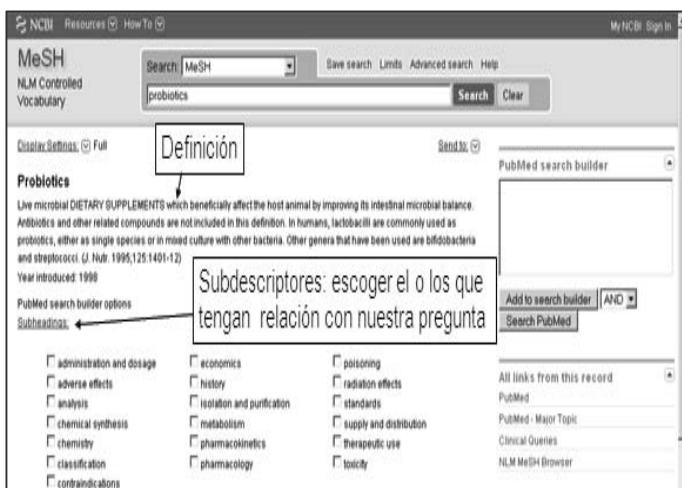 NCBI Resources How To My NCBI Sign In
MeSH
NLM Controlled
Vocabulary
Search: MeSH
Save search Limits Advanced search Help
probiotics
Search Clear
Display Settings: Full
Send to:
Definición
Probiotics
Live microbial DIETARY SUPPLEMENTS which beneficially affect the host animal by improving its intestinal microbial balance.
Antibiotics and other related compounds are not included in this definition. In humans, lactobacilli are commonly used as
probiotics, either as single species or in mixed culture with other bacteria. Other genera that have been used are bifidobacteria
and streptococci. (J. Nutr. 1995;125:1401-12)
Year introduced: 1998
Subdescriptores: escoger el o los que
tengan relación con nuestra pregunta
PubMed search builder options
Subheadings:
administration and dosage
adverse effects
analysis
chemical synthesis
chemistry
classification
contraindications
economics
history
isolation and purification
metabolism
pharmacokinetics
pharmacology
poisoning
radiation effects
standards
supply and distribution
therapeutic use
toxicity
PubMed search builder
Add to search builder AND
Search PubMed
All links from this record
PubMed
PubMed - Major Topic
Clinical Queries
NLM MeSH Browser